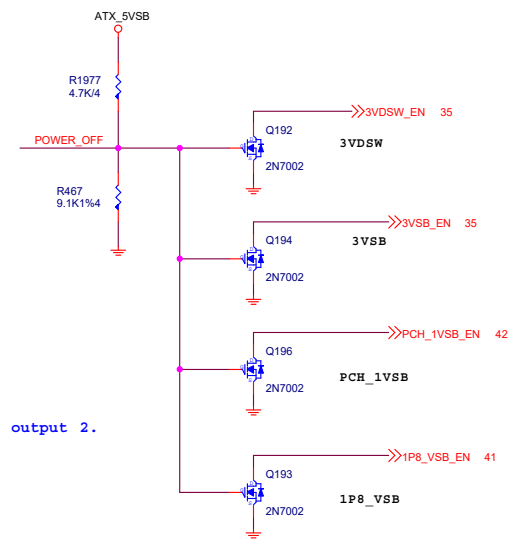 ATX_5VSB
R1977
4.7K/4
POWER_OFF
R467
9.1K1%4
3VDSW_EN 35
Q192
3VDSW
2N7002
3VSB_EN 35
Q194
3VSB
2N7002
PCH_1VSB_EN 42
Q196
PCH_1VSB
2N7002
output 2.
1P8_VSB_EN 41
Q193
1P8_VSB
2N7002